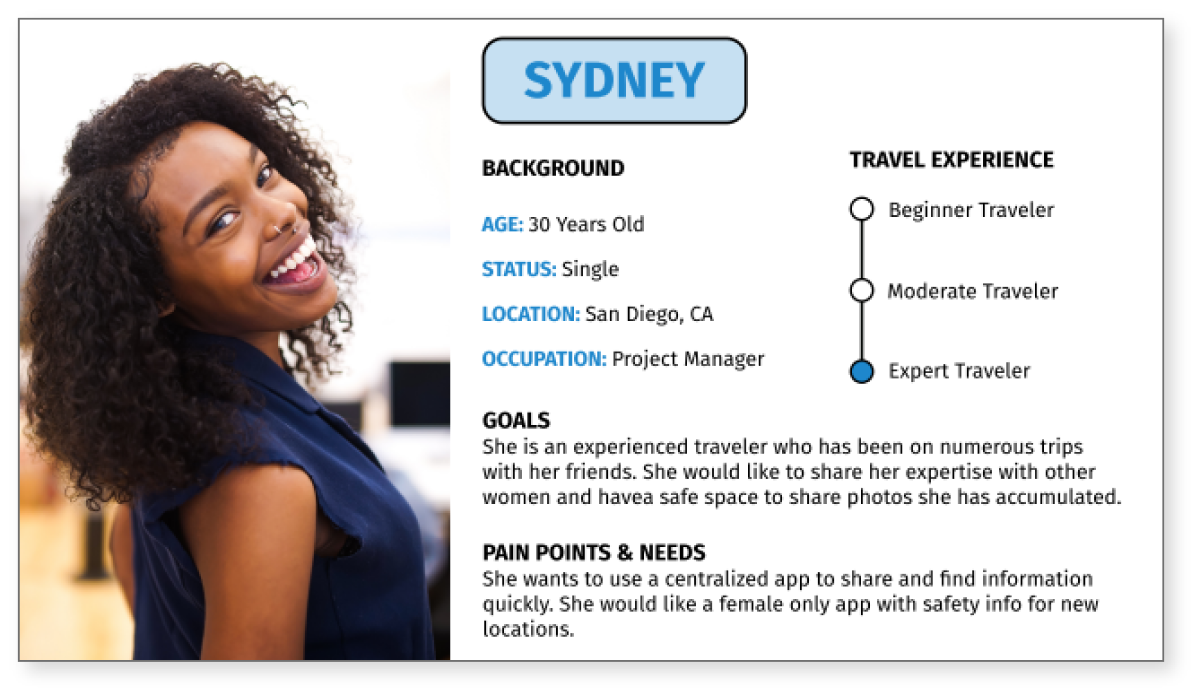 SYDNEY
BACKGROUND
AGE: 30 Years Old
STATUS: Single
LOCATION: San Diego, CA
OCCUPATION: Project Manager
TRAVEL EXPERIENCE
Beginner Traveler
Moderate Traveler
Expert Traveler
GOALS
She is an experienced traveler who has been on numerous trips
with her friends. She would like to share her expertise with other
women and havea safe space to share photos she has accumulated.
PAIN POINTS & NEEDS
She wants to use a centralized app to share and find information
quickly. She would like a female only app with safety info for new
locations.